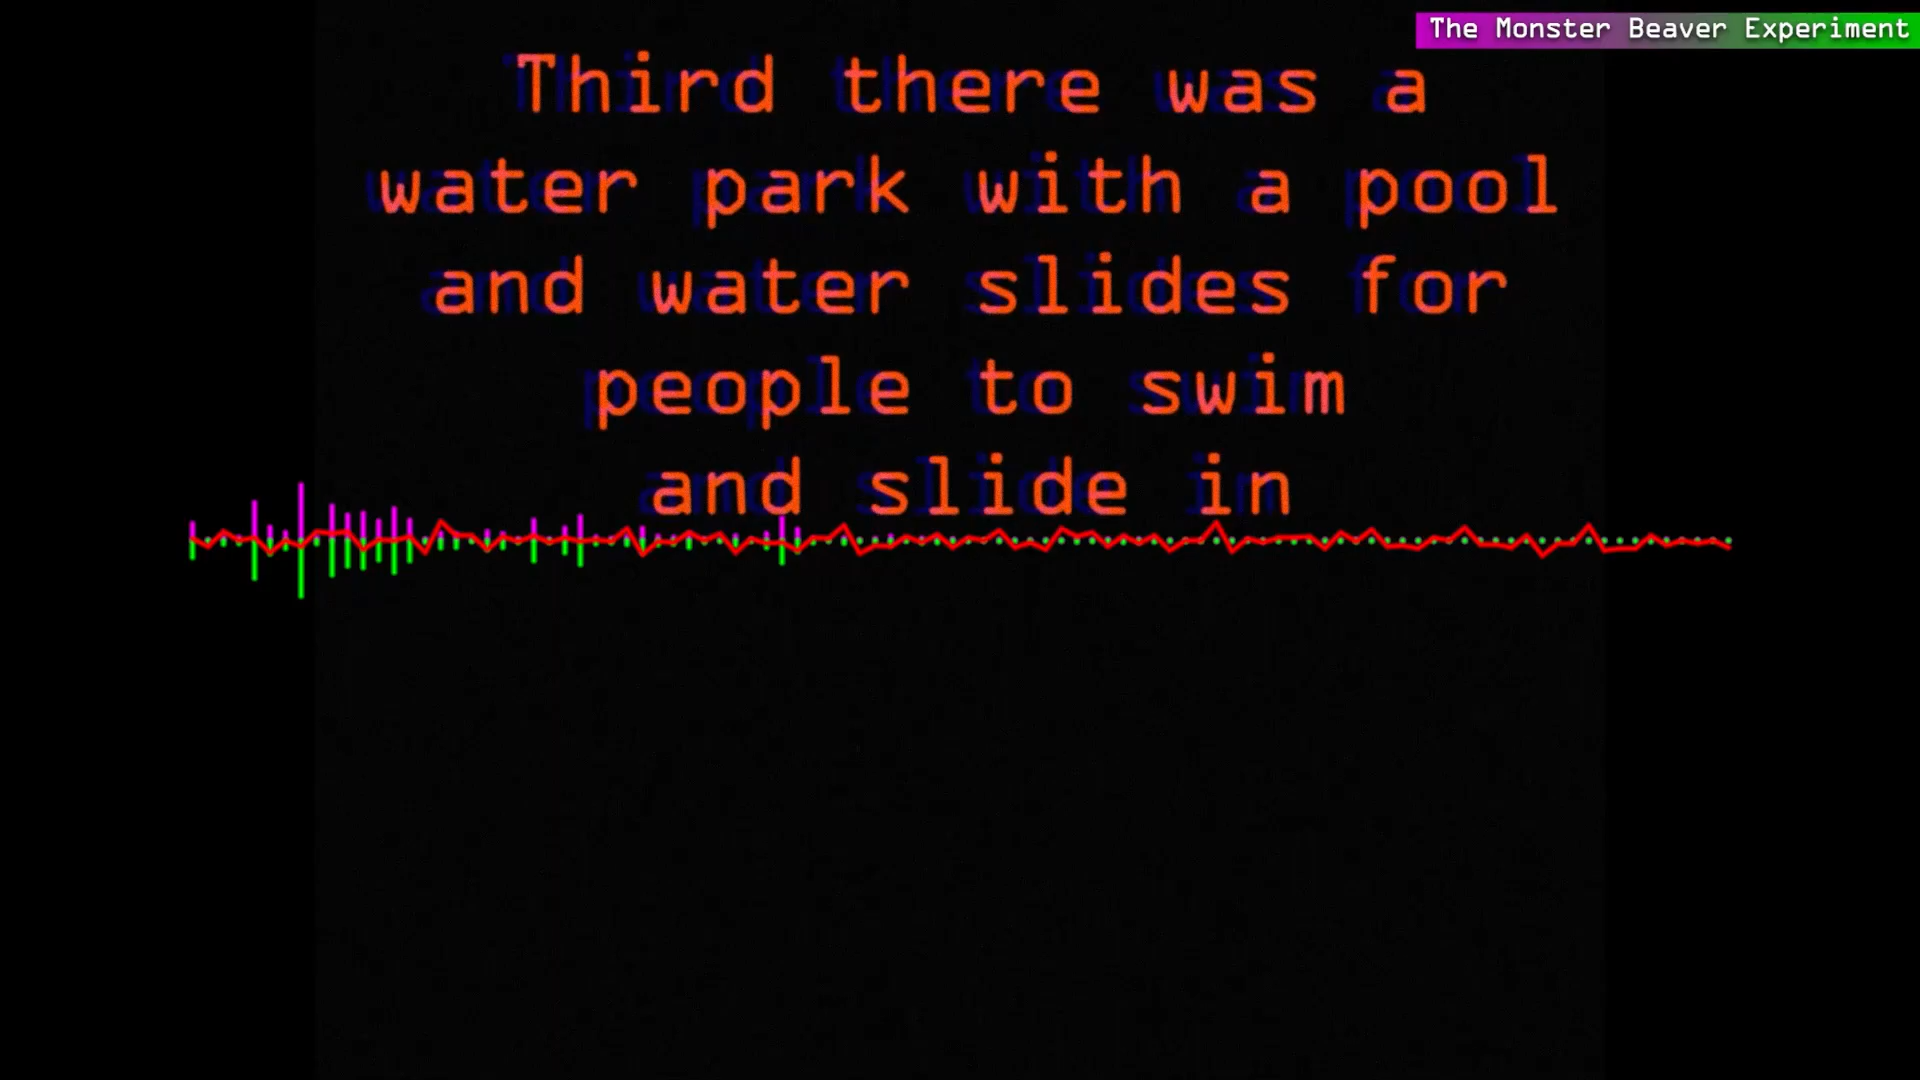 The Monster Beaver Experiment
Third there was a
water park with a pool
and water slides for
people to swim
and slide in